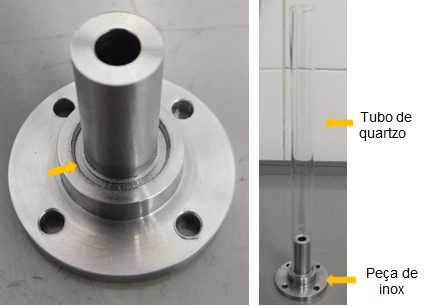 Tubo de
quartzo
Peça de
inox